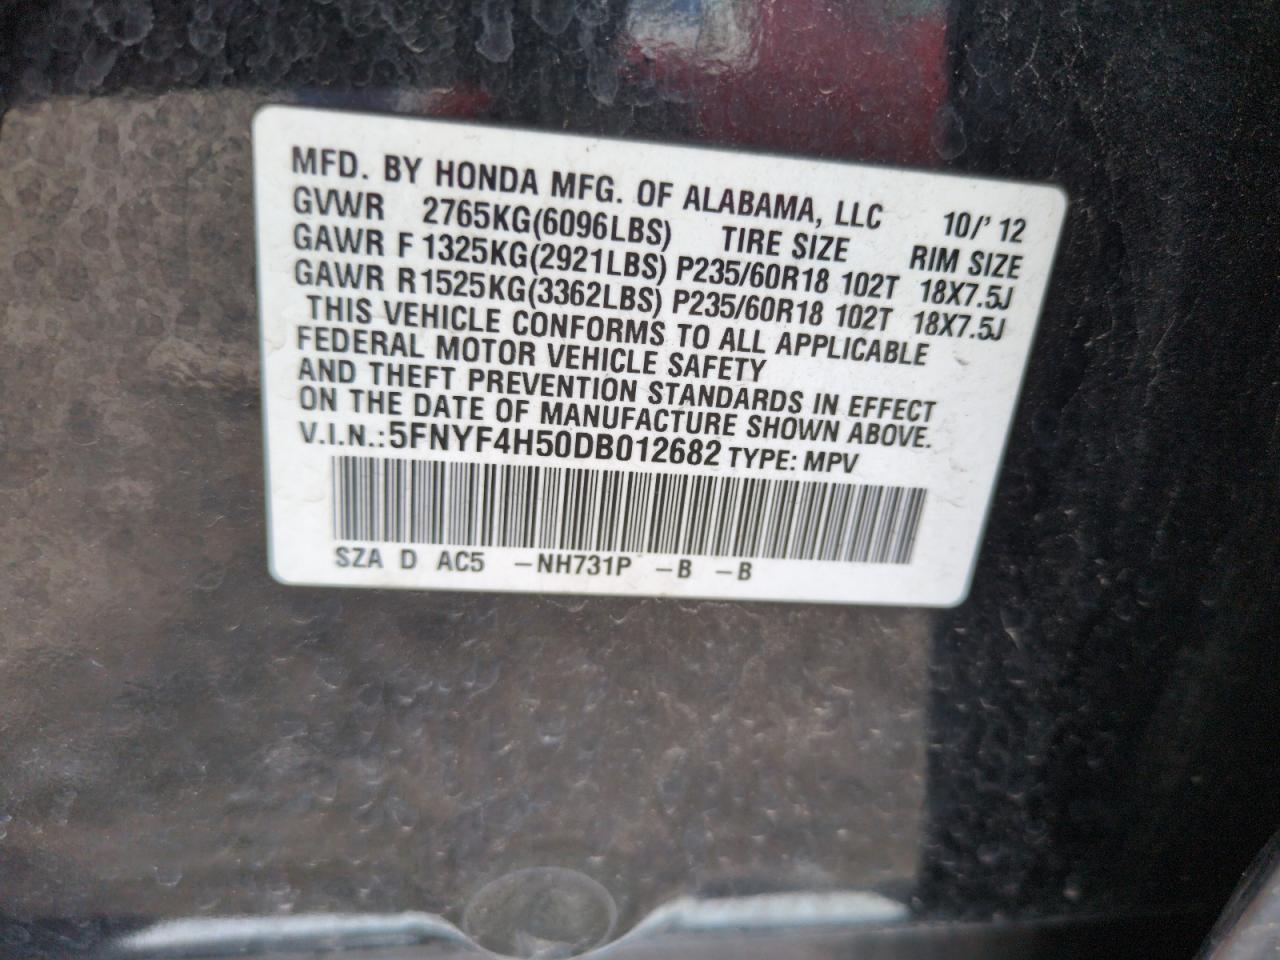 MFD. BY HONDA MFG. OF ALABAMA, LLC 10/' 12
GVWR 2765KG(6096LBS) TIRE SIZE RIM SIZE
GAWR F 1325KG(2921LBS) P235/60R18 102T 18X7.5J
GAWR R 1525KG(3362LBS) P235/60R18 102T 18X7.5J
THIS VEHICLE CONFORMS TO ALL APPLICABLE
FEDERAL MOTOR VEHICLE SAFETY
AND THEFT PREVENTION STANDARDS IN EFFECT
ON THE DATE OF MANUFACTURE SHOWN ABOVE.
V.I.N.:5FNYF4H50DB012682 TYPE: MPV
SZA D AC5 –NH731P –B –B